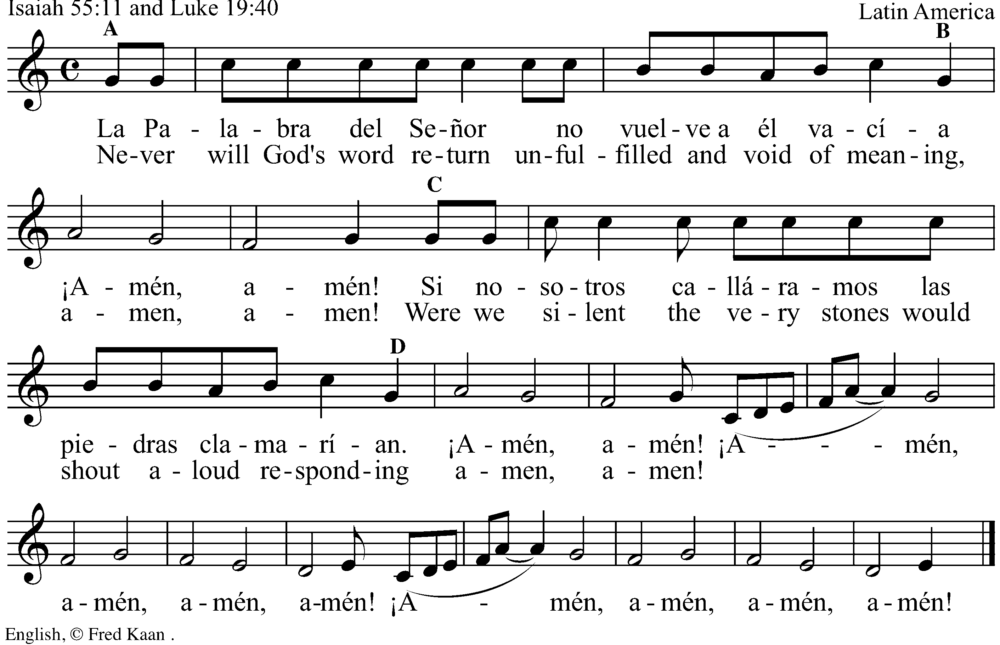 Isaiah 55:11 and Luke 19:40
Latin America
A
B
La Pa - la - bra del Se-ñor no vuel - ve a él va - cí - a
Ne-ver will God's word re-turn un-ful - filled and void of mean-ing,
C
¡A - mén, a - mén! Si no - so - tros ca - llá - ra - mos las
a - men, a - men! Were we si - lent the ve - ry stones would
D
pie - dras cla - ma - rí - an. ¡A - mén, a - mén! ¡A - - - mén,
shout a - loud re-spond-ing a - men, a - men!
a - mén, a - mén, a-mén! ¡A - mén, a - mén, a - mén, a - mén!
English, © Fred Kaan .